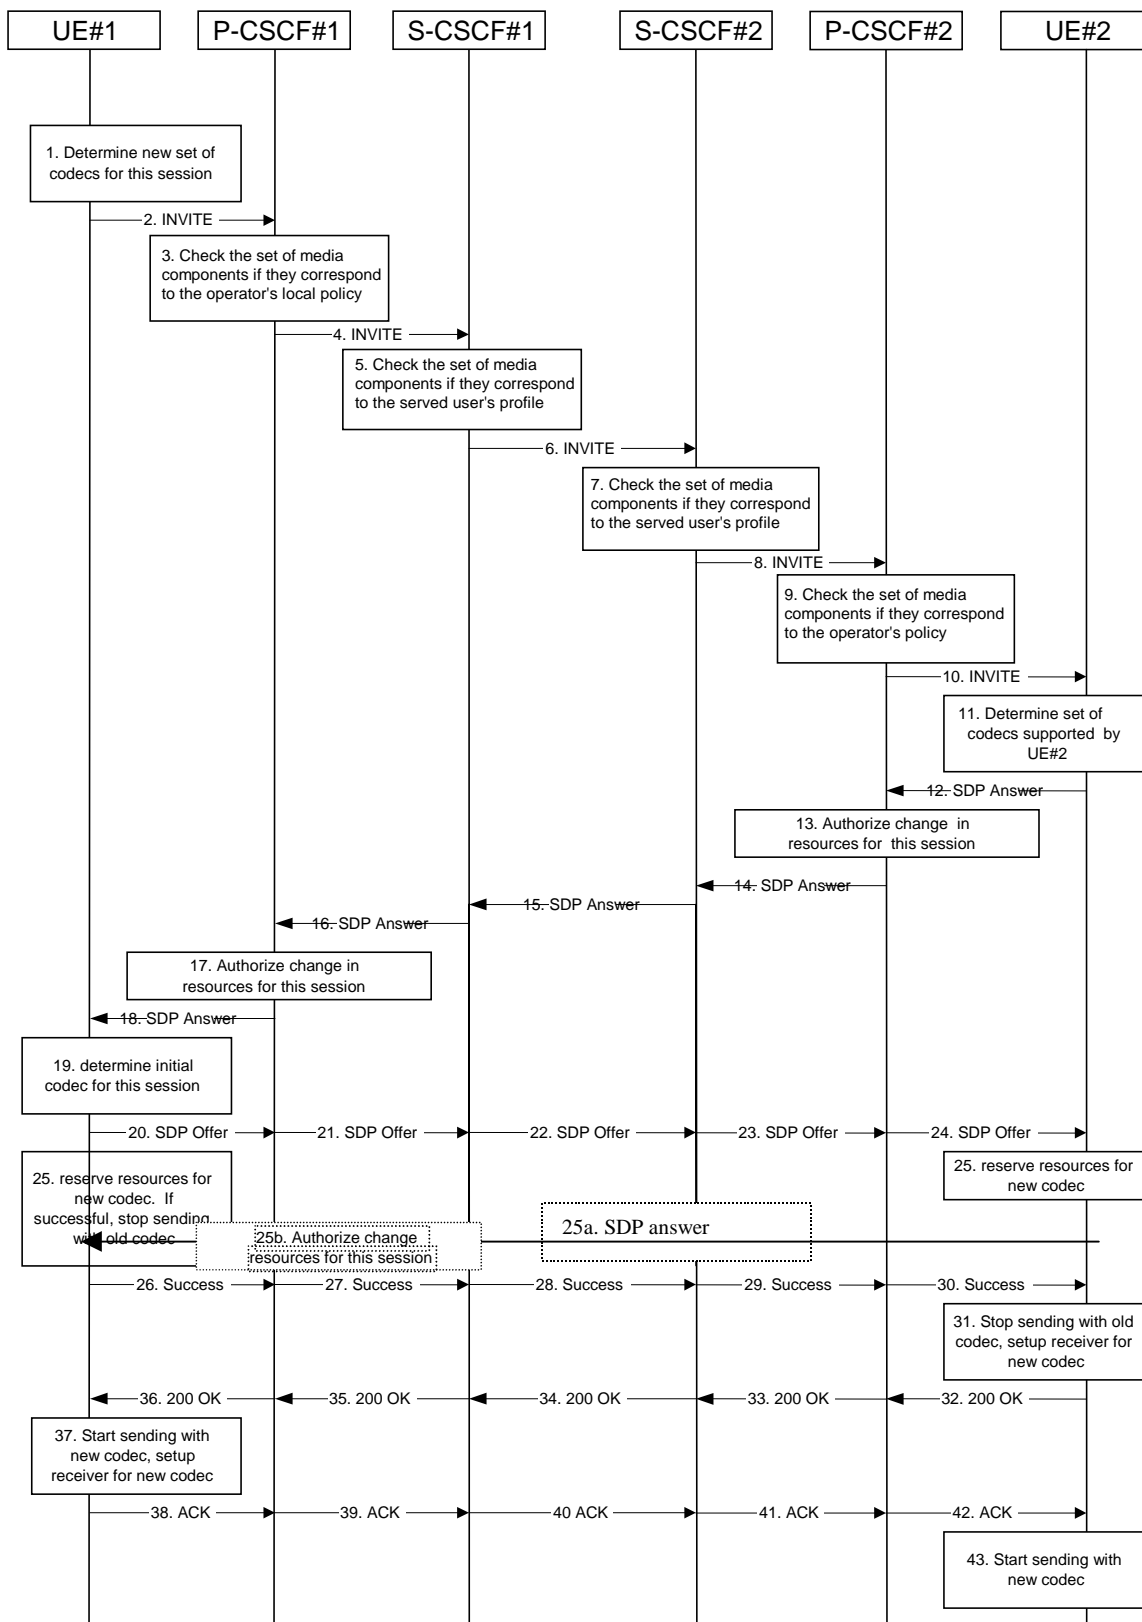 UE#1
P-CSCF#1
S-CSCF#1
S-CSCF#2
P-CSCF#2
UE#2
1. Determine new set of
codecs for this session
2. INVITE
3. Check the set of media
components if they correspond
to the operator's local policy
4. INVITE
5. Check the set of media
components if they correspond
to the served user's profile
6. INVITE
7. Check the set of media
components if they correspond
to the served user's profile
8. INVITE
9. Check the set of media
components if they correspond
to the operator's policy
10. INVITE
11. Determine set of
codecs supported by
UE#2
12. SDP Answer
13. Authorize change in
resources for this session
14. SDP Answer
15. SDP Answer
16. SDP Answer
17. Authorize change in
resources for this session
18. SDP Answer
19. determine initial
codec for this session
20. SDP Offer
21. SDP Offer
22. SDP Offer
23. SDP Offer
24. SDP Offer
25. reserve resources for
new codec. If
successful, stop sending
with old codec
25. reserve resources for
new codec
25a. SDP answer
25b. Authorize change
resources for this session
26. Success
27. Success
28. Success
29. Success
30. Success
31. Stop sending with old
codec, setup receiver for
new codec
36. 200 OK
35. 200 OK
34. 200 OK
33. 200 OK
32. 200 OK
37. Start sending with
new codec, setup
receiver for new codec
38. ACK
39. ACK
40 ACK
41. ACK
42. ACK
43. Start sending with
new codec